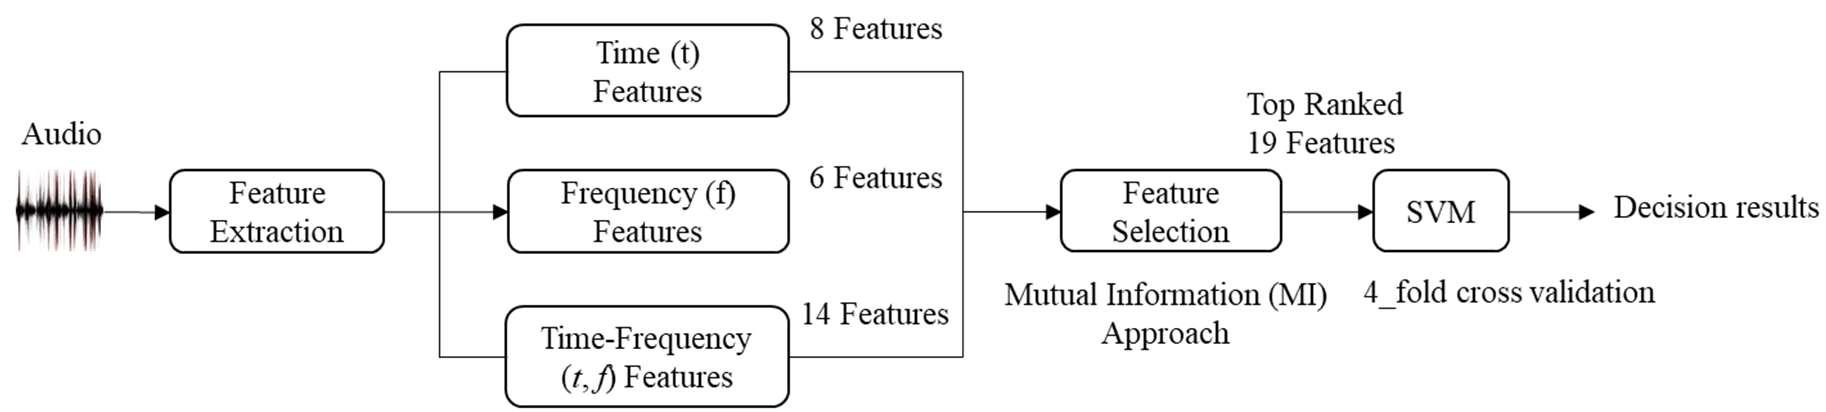 Audio
Feature
Extraction
Time (t)
Features
8 Features
Frequency (f)
Features
6 Features
Time-Frequency
(t, f) Features
14 Features
Feature
Selection
Mutual Information (MI)
Approach
Top Ranked
19 Features
SVM
4_fold cross validation
Decision results